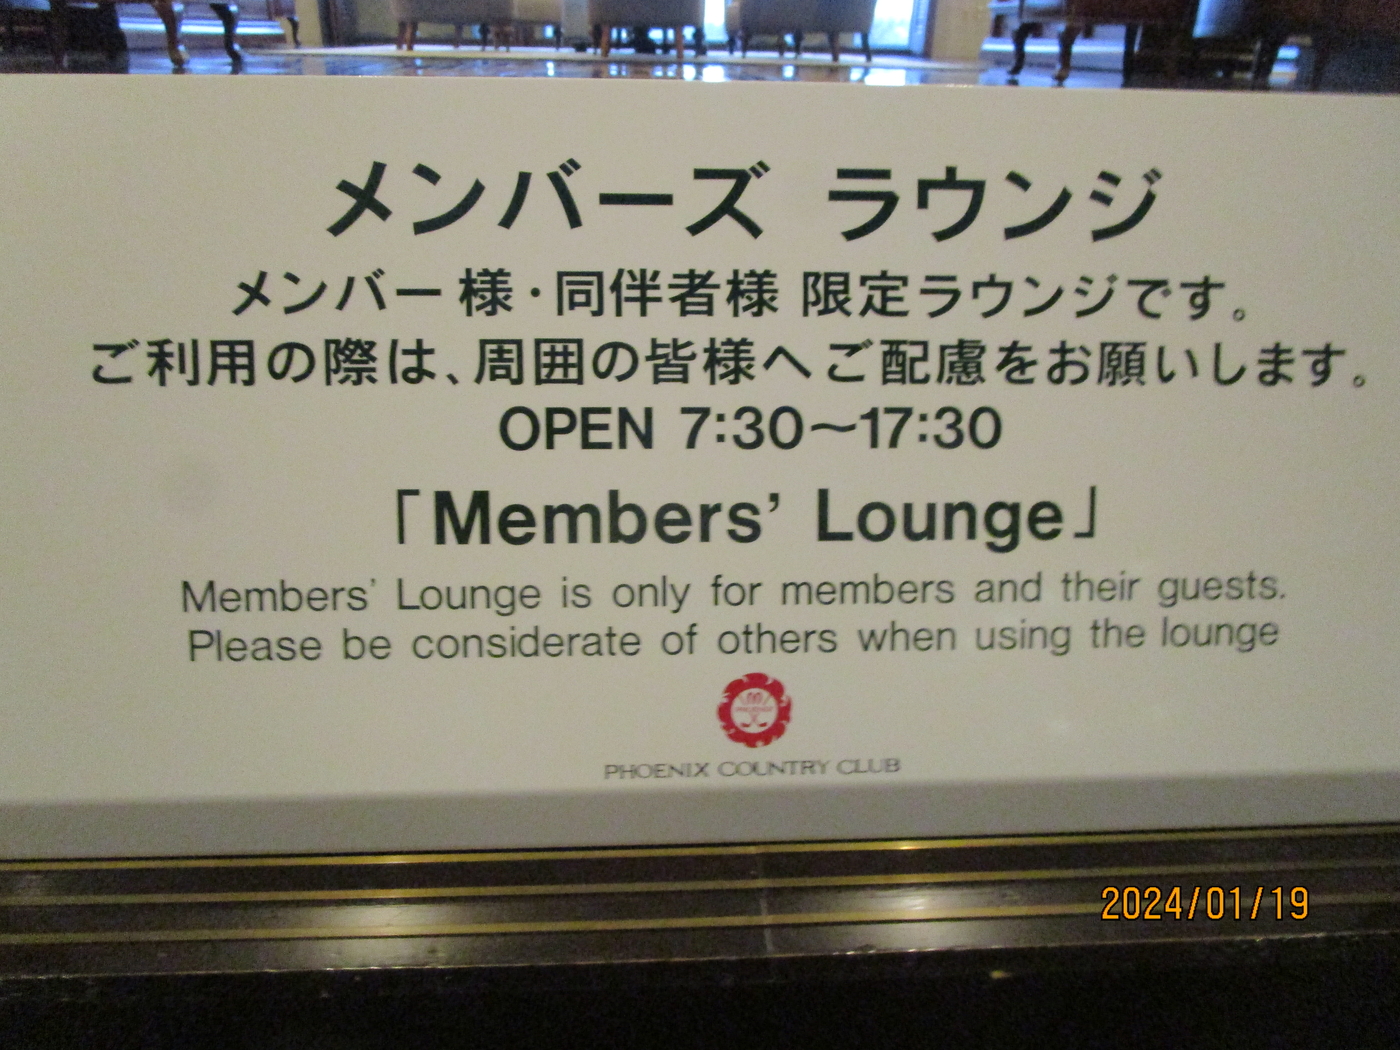 メンバーズ ラウンジ
メンバー 様・同伴者様 限定ラウンジです。
ご利用の際は、周囲の皆様へご配慮をお願いします。
OPEN 7:30～17:30
「Members’ Lounge」
Members’ Lounge is only for members and their guests.
Please be considerate of others when using the lounge
PHOENIX COUNTRY CLUB
2024/01/19